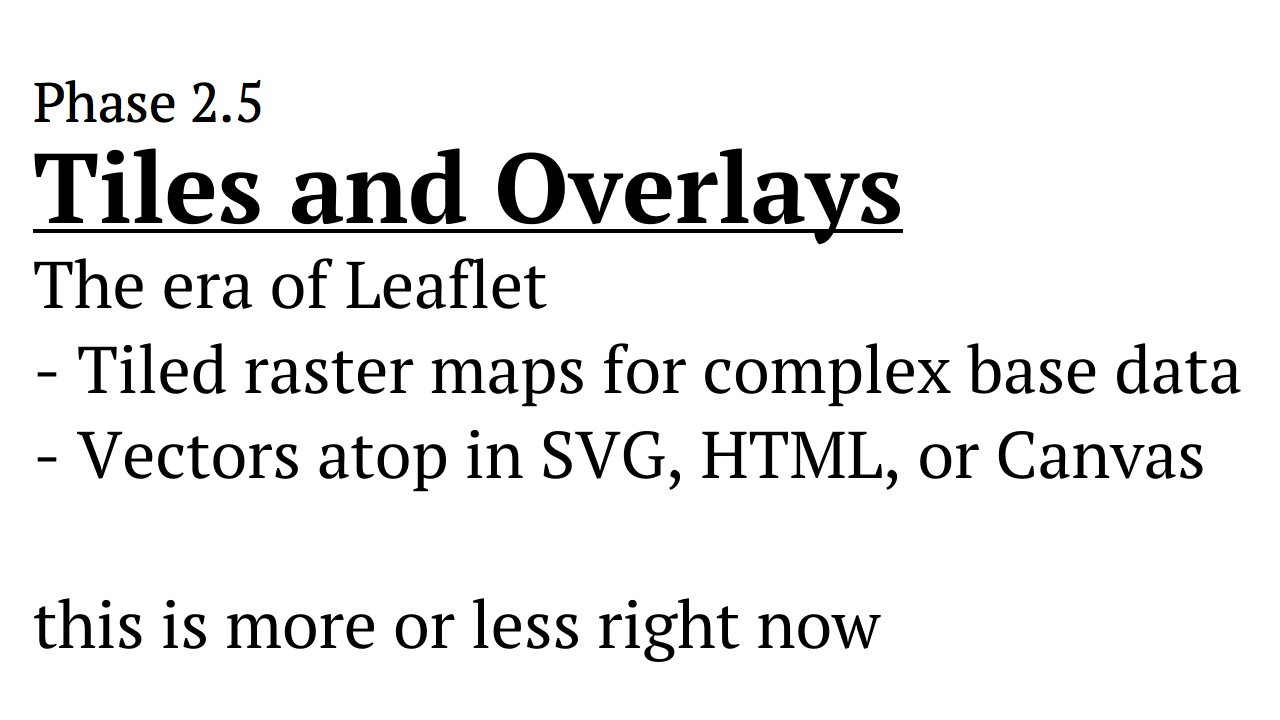 Phase 2.5
Tiles and Overlays
The era of Leaflet
- Tiled raster maps for complex base data
- Vectors atop in SVG, HTML, or Canvas
this is more or less right now